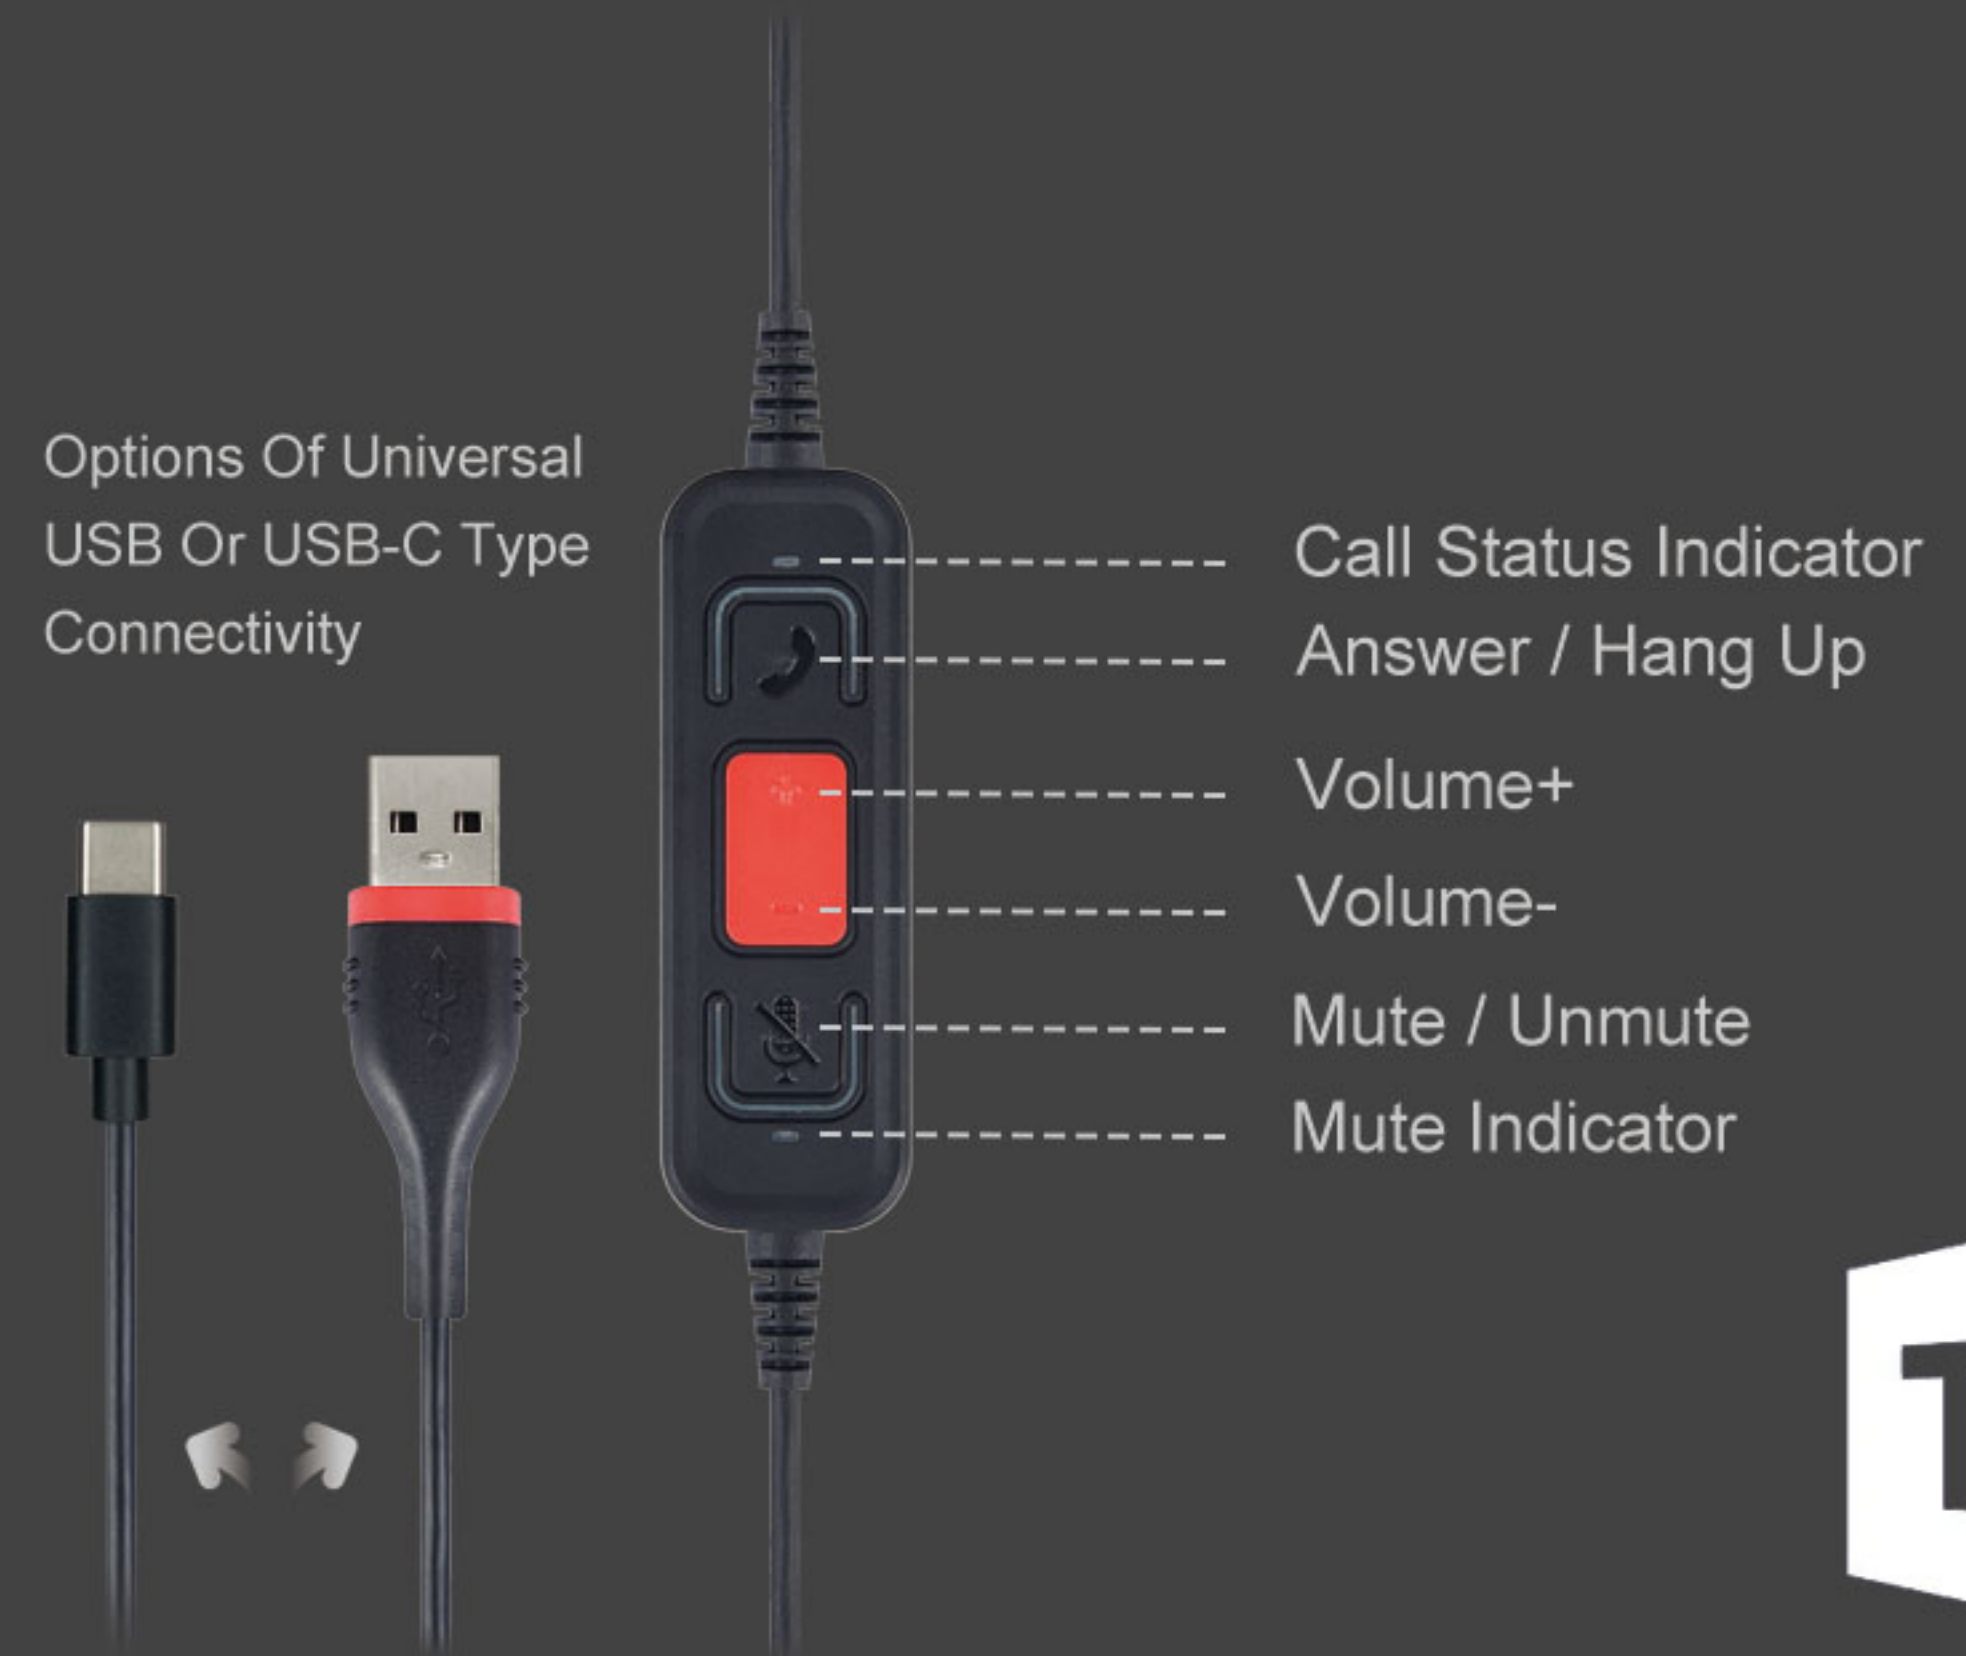 Options Of Universal
USB Or USB-C Type
Connectivity
Call Status Indicator
Answer / Hang Up
Volume+
Volume-
Mute / Unmute
Mute Indicator
T